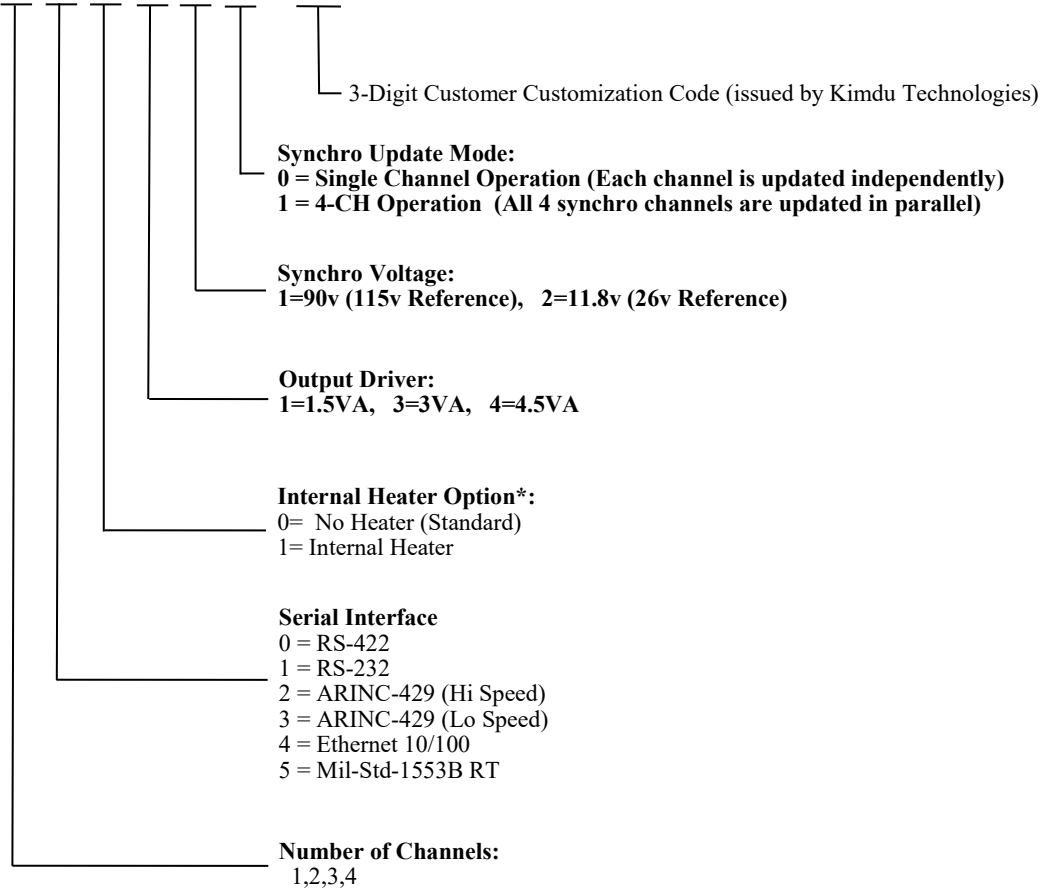 3-Digit Customer Customization Code (issued by Kimdu Technologies)
Synchro Update Mode:
0 = Single Channel Operation (Each channel is updated independently)
1 = 4-CH Operation  (All 4 synchro channels are updated in parallel)
Synchro Voltage:
1=90v (115v Reference),   2=11.8v (26v Reference)
Output Driver:
1=1.5VA,   3=3VA,   4=4.5VA
Internal Heater Option*:
0=  No Heater (Standard)
1= Internal Heater
Serial Interface
0 = RS-422
1 = RS-232
2 = ARINC-429 (Hi Speed)
3 = ARINC-429 (Lo Speed)
4 = Ethernet 10/100
5 = Mil-Std-1553B RT
Number of Channels:
1,2,3,4